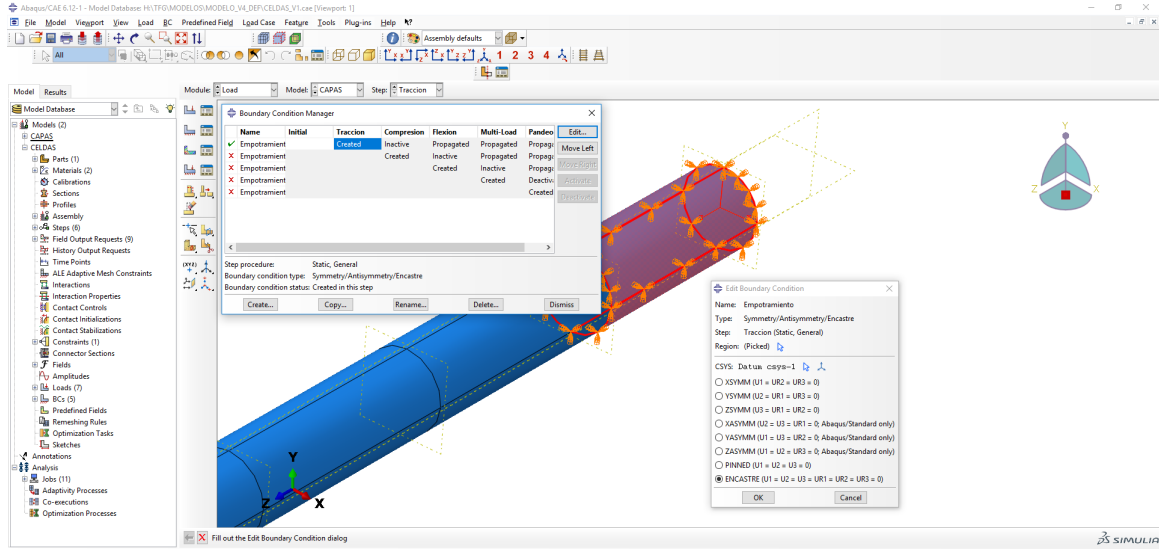 Abaqus/CAE 6.12-1 - Model Database: H:\TFG\MODELOS\MODELO_V4_DEF\CELDAS_V1.cae [Viewport: 1]
File Model Viewport View Load BC Predefined Field Load Case Feature Tools Plug-ins Help
Assembly defaults
All
1 2 3 4
Model Results
Module: Load Model: CAPAS Step: Traccion
Model Database
Models (2)
CAPAS
CELDAS
Parts (1)
Materials (2)
Calibrations
Sections
Profiles
Assembly
Steps (6)
Field Output Requests (9)
History Output Requests
Time Points
ALE Adaptive Mesh Constraints
Interactions
Interaction Properties
Contact Controls
Contact Initializations
Contact Stabilizations
Constraints (1)
Connector Sections
Fields
Amplitudes
Loads (7)
BCs (5)
Predefined Fields
Remeshing Rules
Optimization Tasks
Sketches
Annotations
Analysis
Jobs (11)
Adaptivity Processes
Co-executions
Optimization Processes
Boundary Condition Manager
Name Initial Traccion Compresion Flexion Multi-Load Pandeo
Empotramient Created Inactive Propagated Propagated Propaga
Empotramient Created Inactive Propagated Propaga
Empotramient Created Inactive Propaga
Empotramient Created Deactiv
Empotramient Created
Edit...
Move Left
Move Right
Activate
Deactivate
Step procedure: Static, General
Boundary condition type: Symmetry/Antisymmetry/Encastre
Boundary condition status: Created in this step
Create... Copy... Rename... Delete... Dismiss
Y
Z X
Edit Boundary Condition
Name: Empotramiento
Type: Symmetry/Antisymmetry/Encastre
Step: Traccion (Static, General)
Region: (Picked)
CSYS: Datum csys-1
XSYMM (U1 = UR2 = UR3 = 0)
YSYMM (U2 = UR1 = UR3 = 0)
ZSYMM (U3 = UR1 = UR2 = 0)
XASYMM (U2 = U3 = UR1 = 0; Abaqus/Standard only)
YASYMM (U1 = U3 = UR2 = 0; Abaqus/Standard only)
ZASYMM (U1 = U2 = UR3 = 0; Abaqus/Standard only)
PINNED (U1 = U2 = U3 = 0)
ENCASTRE (U1 = U2 = U3 = UR1 = UR2 = UR3 = 0)
OK Cancel
Y
Z X
Fill out the Edit Boundary Condition dialog
SIMULIA